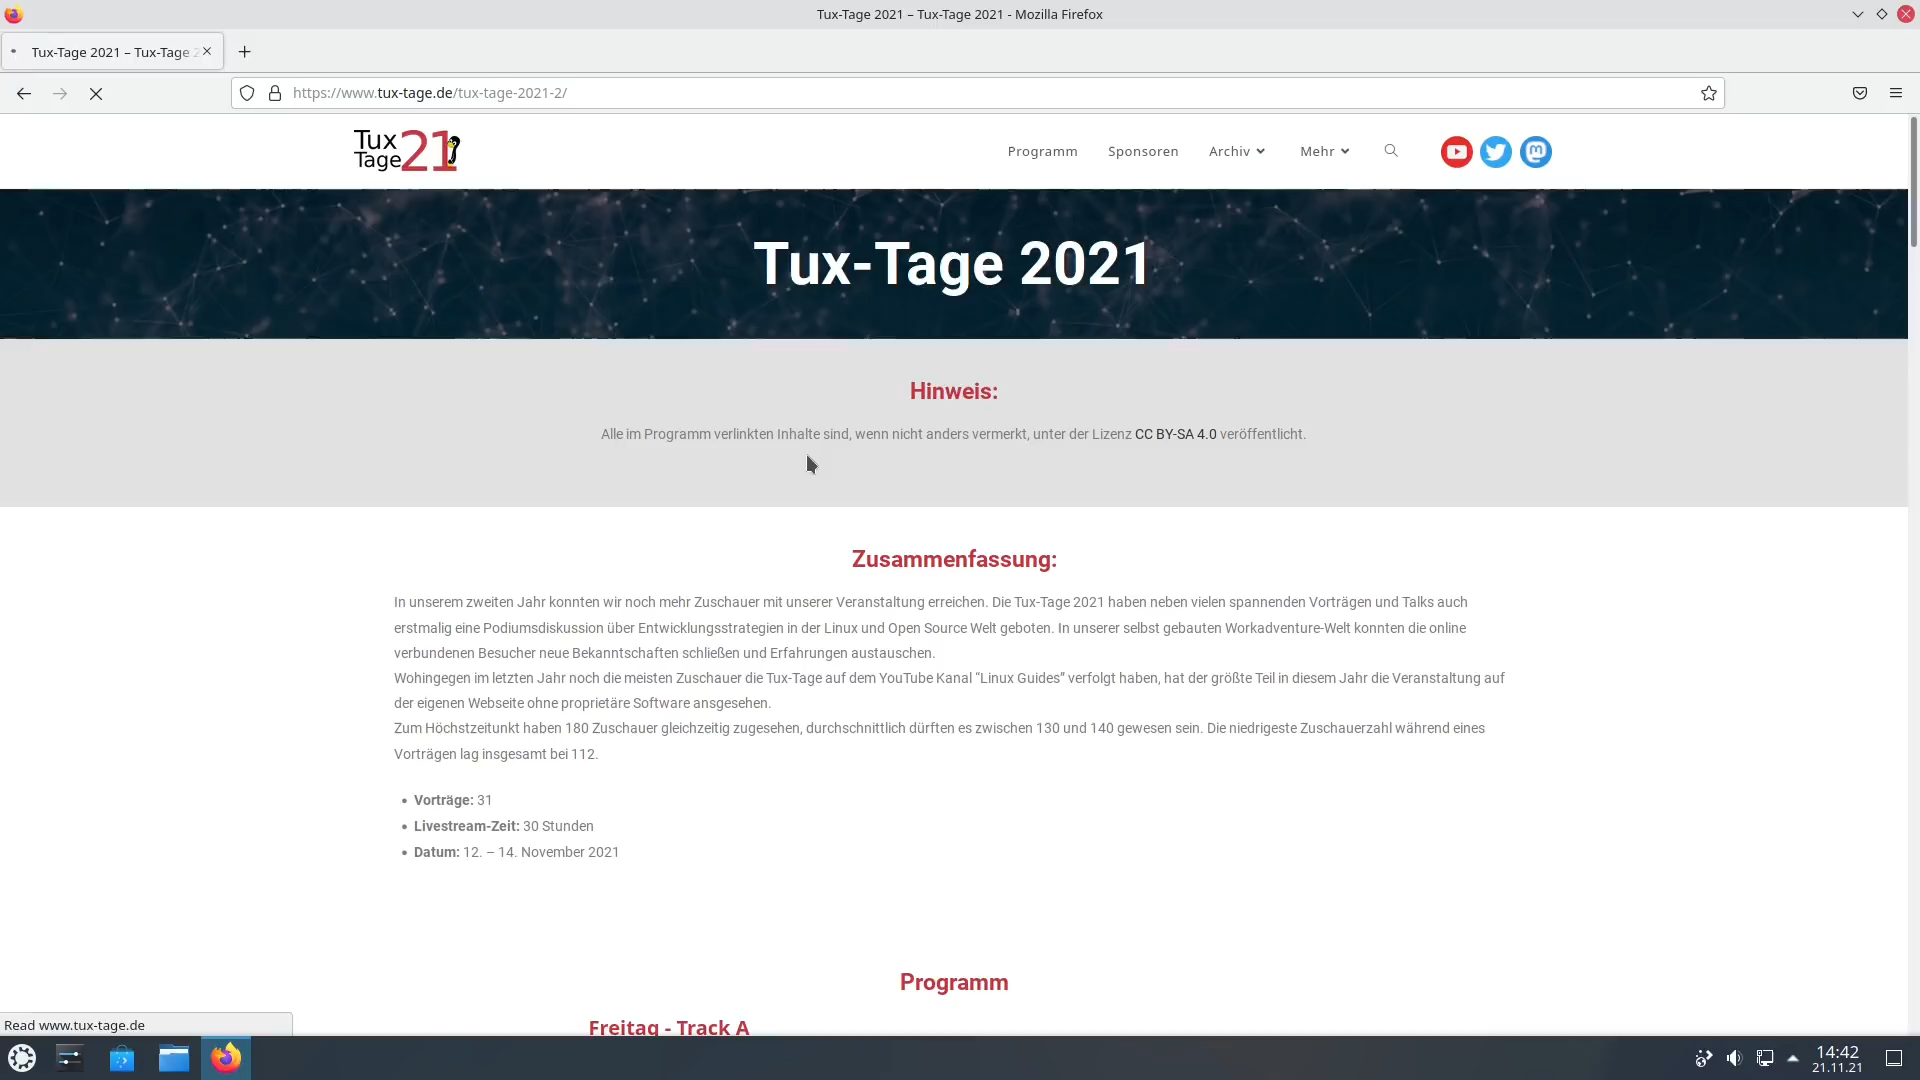 Tux-Tage 2021 – Tux-Tage 2021 - Mozilla Firefox
Tux-Tage 2021 – Tux-Tage 2
https://www.tux-tage.de/tux-tage-2021-2/
Tux
Tage 21
Programm
Sponsoren
Archiv
Mehr
Tux-Tage 2021
Hinweis:
Alle im Programm verlinkten Inhalte sind, wenn nicht anders vermerkt, unter der Lizenz CC BY-SA 4.0 veröffentlicht.
Zusammenfassung:
In unserem zweiten Jahr konnten wir noch mehr Zuschauer mit unserer Veranstaltung erreichen. Die Tux-Tage 2021 haben neben vielen spannenden Vorträgen und Talks auch
erstmalig eine Podiumsdiskussion über Entwicklungsstrategien in der Linux und Open Source Welt geboten. In unserer selbst gebauten Workadventure-Welt konnten die online
verbundenen Besucher neue Bekanntschaften schließen und Erfahrungen austauschen.
Wohingegen im letzten Jahr noch die meisten Zuschauer die Tux-Tage auf dem YouTube Kanal “Linux Guides” verfolgt haben, hat der größte Teil in diesem Jahr die Veranstaltung auf
der eigenen Webseite ohne proprietäre Software ansgesehen.
Zum Höchstzeitunkt haben 180 Zuschauer gleichzeitig zugesehen, durchschnittlich dürften es zwischen 130 und 140 gewesen sein. Die niedrigeste Zuschauerzahl während eines
Vorträgen lag insgesamt bei 112.
• Vorträge: 31
• Livestream-Zeit: 30 Stunden
• Datum: 12. – 14. November 2021
Programm
Freitag - Track A
Read www.tux-tage.de
14:42
21.11.21